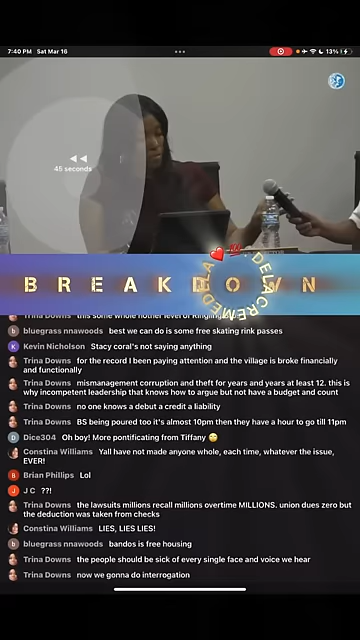 7:40 PM Sat Mar 16
13%
45 seconds
BREAKDOWN
DELACREMEDIA
Trina Downs this some whole nother level of Ringling
bluegrass nnawoods best we can do is some free skating rink passes
K Kevin Nicholson Stacy coral's not saying anything
Trina Downs for the record I been paying attention and the village is broke financially
and functionally
Trina Downs mismanagement corruption and theft for years and years at least 12. this is
why incompetent leadership that knows how to argue but not have a budget and count
Trina Downs no one knows a debut a credit a liability
Trina Downs BS being poured too it's almost 10pm then they have a hour to go till 11pm
D Dice304 Oh boy! More pontificating from Tiffany
Constina Williams Yall have not made anyone whole, each time, whatever the issue,
EVER!
B Brian Phillips Lol
J J C ??!
Trina Downs the lawsuits millions recall millions overtime MILLIONS. union dues zero but
the deduction was taken from checks
Constina Williams LIES, LIES LIES!
b bluegrass nnawoods bandos is free housing
Trina Downs the people should be sick of every single face and voice we hear
Trina Downs now we gonna do interrogation